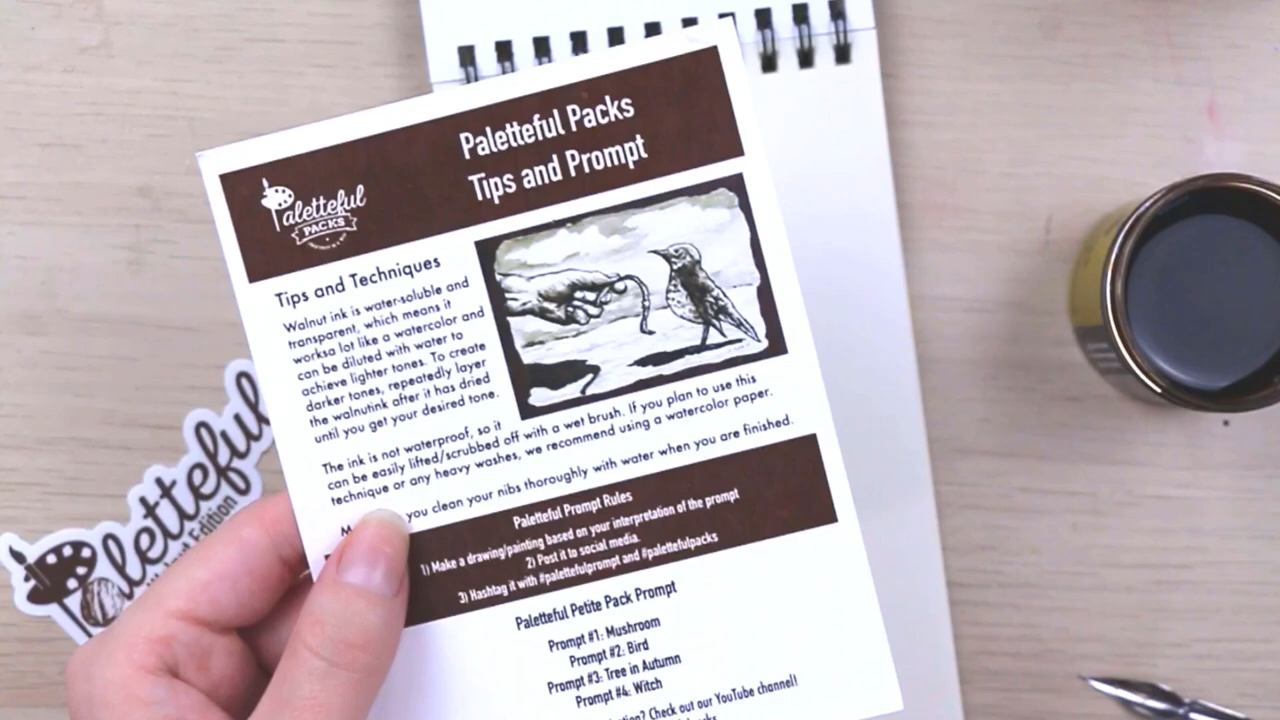 Paletteful Packs
Tips and Prompt
Paletteful
PACKS
Tips and Techniques
Walnut ink is water-soluble and
transparent, which means it
worksa lot like a watercolor and
can be diluted with water to
achieve lighter tones. To create
darker tones, repeatedly layer
the walnutink after it has dried
until you get your desired tone.
The ink is not waterproof, so it
can be easily lifted/scrubbed off with a wet brush. If you plan to use this
technique or any heavy washes, we recommend using a watercolor paper.
you clean your nibs thoroughly with water when you are finished.
Paletteful Prompt Rules
1) Make a drawing/painting based on your interpretation of the prompt
2) Post it to social media.
3) Hashtag it with #palettefulprompt and #palettefulpacks
Paletteful Petite Pack Prompt
Prompt #1: Mushroom
Prompt #2: Bird
Prompt #3: Tree in Autumn
Prompt #4: Witch
Check out our YouTube channel!
Paletteful
Edition